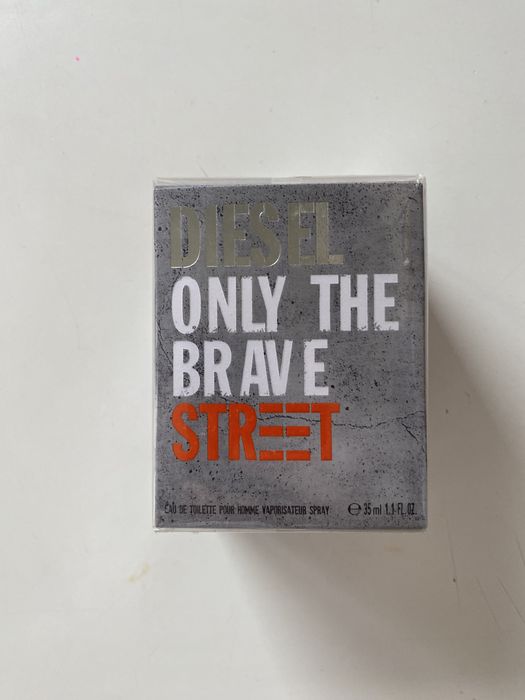 DIESEL
ONLY THE
BRAVE
STREET
EAU DE TOILETTE POUR HOMME VAPORISATEUR SPRAY ℮ 35 ml 1.1 FL.OZ.